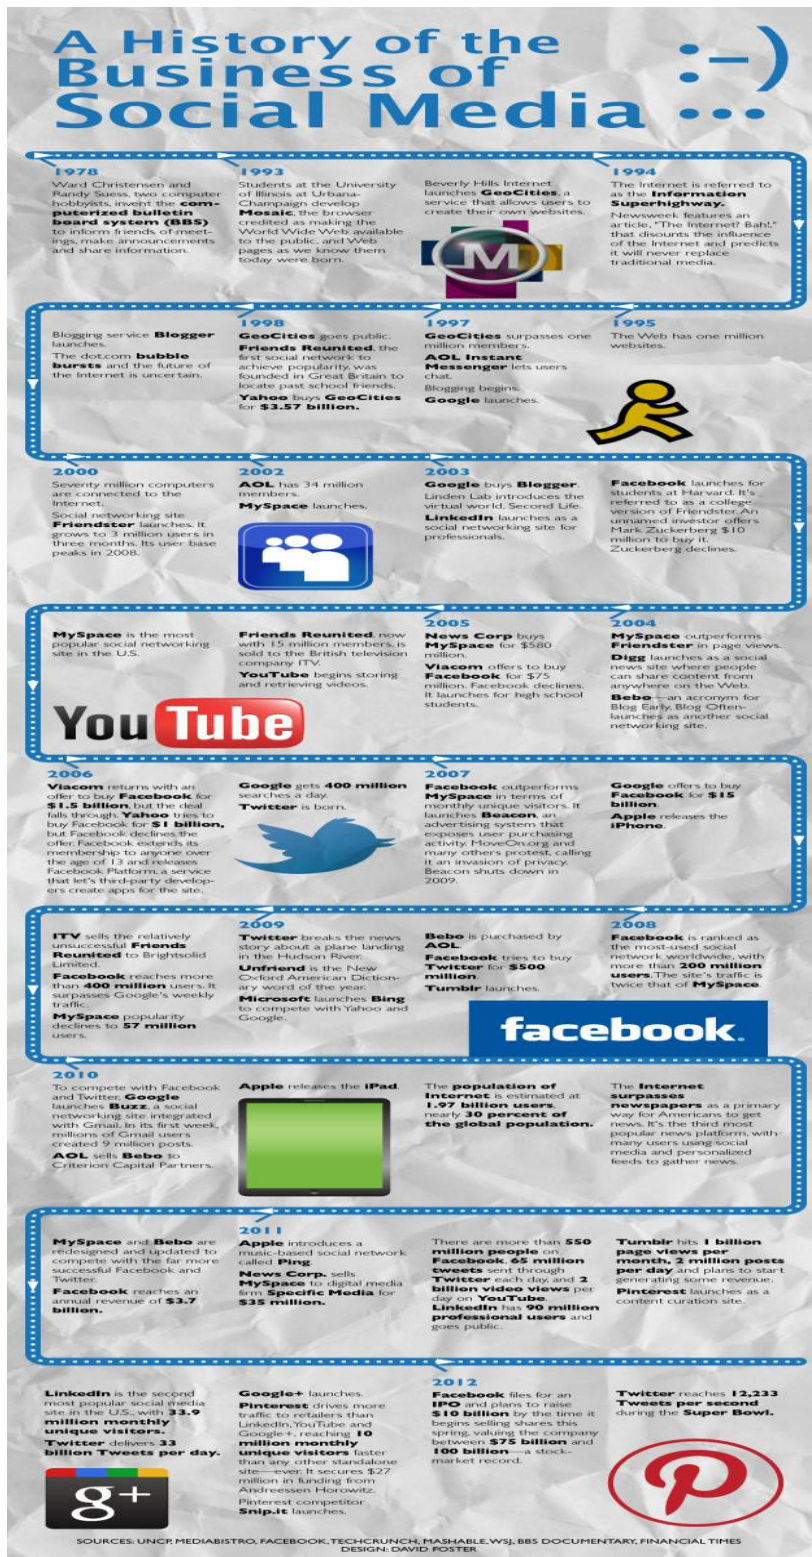 A History of the
Business of
Social Media
:-)
...
1978
Ward Christensen and
Randy Suess, two computer
hobbyists, invent the com-
puterized bulletin
board system (BBS)
to inform friends of meet-
ings, make announcements
and share information.
1993
Students at the University
of Illinois at Urbana-
Champaign develop
Mosaic, the browser
credited as making the
World Wide Web available
to the public, and Web
pages as we know them
today were born.
Beverly Hills Internet
launches GeoCities, a
service that allows users to
create their own websites.
M
1994
The Internet is referred to
as the Information
Superhighway.
Newsweek features an
article, "The Internet? Bah!,"
that disounts the influence
of the Internet and predicts
it will never replace
traditional media.
Blogging service Blogger
launches.
The dot.com bubble
bursts and the future of
the Internet is uncertain.
1998
GeoCities goes public.
Friends Reunited, the
first social network to
achieve popularity, was
founded in Great Britain to
locate past school friends.
Yahoo buys GeoCities
for $3.57 billion.
1997
GeoCities surpasses one
million members.
AOL Instant
Messenger lets users
chat.
Blogging begins.
Google launches.
1995
The Web has one million
websites.
2000
Seventy million computers
are connected to the
Internet.
Social networking site
Friendster launches. It
grows to 3 million users in
three months. Its user base
peaks in 2008.
2002
AOL has 34 million
members.
MySpace launches.
2003
Google buys Blogger.
Linden Lab introduces the
virtual world, Second Life.
LinkedIn launches as a
social networking site for
professionals.
Facebook launches for
students at Harvard. It's
referred to as a college
version of Friendster. An
unnamed investor offers
Mark Zuckerberg $10
million to buy it.
Zuckerberg declines.
MySpace is the most
popular social networking
site in the U.S.
YouTube
Friends Reunited, now
with 15 million members, is
sold to the British television
company ITV.
YouTube begins storing
and retrieving videos.
2005
News Corp buys
MySpace for $580
million.
Viacom offers to buy
Facebook for $75
million. Facebook declines.
It launches for high school
students.
2004
MySpace outperforms
Friendster in page views.
Digg launches as a social
news site where people
can share content from
anywhere on the Web.
Bebo—an acronym for
Blog Early, Blog Often-
launches as another social
networking site.
2006
Viacom returns with an
offer to buy Facebook for
$1.5 billion, but the deal
falls through. Yahoo tries to
buy Facebook for $1 billion,
but Facebook declines the
offer. Facebook extends its
membership to anyone over
the age of 13 and releases
Facebook Platform, a service
that let's third-party develop-
ers create apps for the site.
Google gets 400 million
searches a day.
Twitter is born.
2007
Facebook outperforms
MySpace in terms of
monthly unique visitors. It
launches Beacon, an
advertising system that
exposes user purchasing
activity. MoveOn.org and
many others protest, calling
it an invasion of privacy.
Beacon shuts down in
2009.
Google offers to buy
Facebook for $15
billion.
Apple releases the
iPhone.
ITV sells the relatively
unsuccessful Friends
Reunited to Brightsolid
Limited.
Facebook reaches more
than 400 million users. It
surpasses Google's weekly
traffic.
MySpace popularity
declines to 57 million
users.
2009
Twitter breaks the news
story about a plane landing
in the Hudson River.
Unfriend is the New
Oxford American Diction-
ary word of the year.
Microsoft launches Bing
to compete with Yahoo and
Google.
Bebo is purchased by
AOL.
Facebook tries to buy
Twitter for $500
million.
Tumblr launches.
2008
Facebook is ranked as
the most-used social
network worldwide, with
more than 200 million
users. The site's traffic is
twice that of MySpace.
facebook.
2010
To compete with Facebook
and Twitter, Google
launches Buzz, a social
networking site integrated
with Gmail. In its first week,
millions of Gmail users
created 9 million posts.
AOL sells Bebo to
Criterion Capital Partners.
Apple releases the iPad.
The population of
Internet is estimated at
1.97 billion users,
nearly 30 percent of
the global population.
The Internet
surpasses
newspapers as a primary
way for Americans to get
news. It's the third most
popular news platform, with
many users using social
media and personalized
feeds to gather news.
MySpace and Bebo are
redesigned and updated to
compete with the far more
successful Facebook and
Twitter.
Facebook reaches an
annual revenue of $3.7
billion.
2011
Apple introduces a
music-based social network
called Ping.
News Corp. sells
MySpace to digital media
firm Specific Media for
$35 million.
There are more than 550
million people on
Facebook, 65 million
tweets sent through
Twitter each day, and 2
billion video views per
day on YouTube.
LinkedIn has 90 million
professional users and
goes public.
Tumblr hits 1 billion
page views per
month, 2 million posts
per day and plans to start
generating some revenue.
Pinterest launches as a
content curation site.
LinkedIn is the second
most popular social media
site in the U.S., with 33.9
million monthly
unique visitors.
Twitter delivers 33
billion Tweets per day.
g+
Google+ launches.
Pinterest drives more
traffic to retailers than
LinkedIn, YouTube and
Google+, reaching 10
million monthly
unique visitors faster
than any other standalone
site—ever. It secures $27
million in funding from
Andreessen Horowitz.
Pinterest competitor
Snip.it launches.
2012
Facebook files for an
IPO and plans to raise
$10 billion by the time it
begins selling shares this
spring, valuing the company
between $75 billion and
100 billion—a stock-
market record.
Twitter reaches 12,233
Tweets per second
during the Super Bowl.
P
SOURCES: UNCP, MEDIABISTRO, FACEBOOK, TECHCRUNCH, MASHABLE, WSJ, BBS DOCUMENTARY, FINANCIAL TIMES
DESIGN: DAVID FOSTER